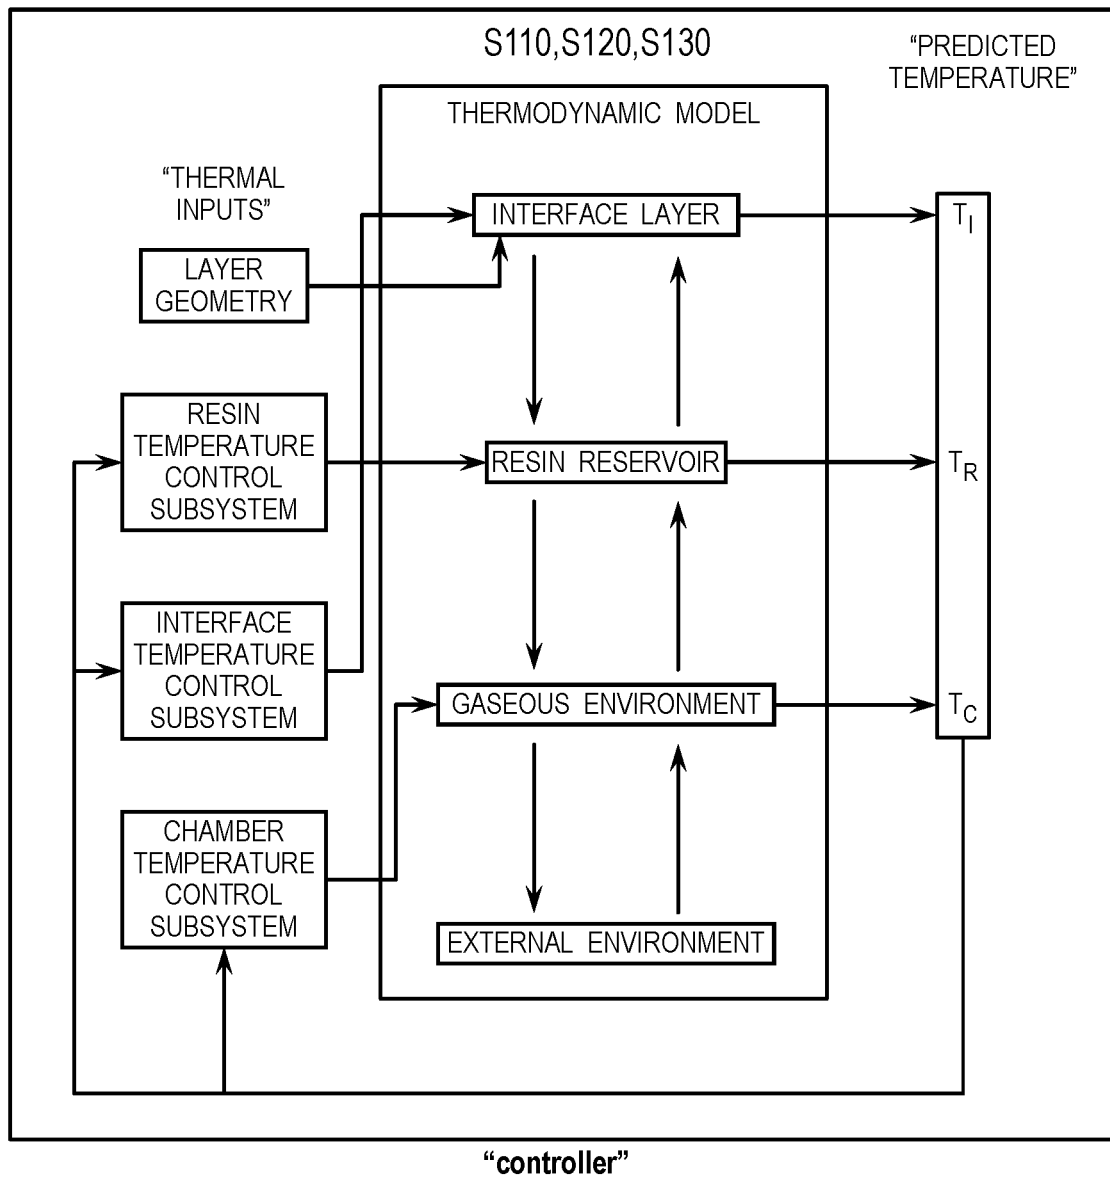 S110,S120,S130
“PREDICTED
TEMPERATURE”
THERMODYNAMIC MODEL
“THERMAL
INPUTS”
INTERFACE LAYER
T_I
LAYER
GEOMETRY
RESIN
TEMPERATURE
CONTROL
SUBSYSTEM
RESIN RESERVOIR
T_R
INTERFACE
TEMPERATURE
CONTROL
SUBSYSTEM
GASEOUS ENVIRONMENT
T_C
CHAMBER
TEMPERATURE
CONTROL
SUBSYSTEM
EXTERNAL ENVIRONMENT
“controller”